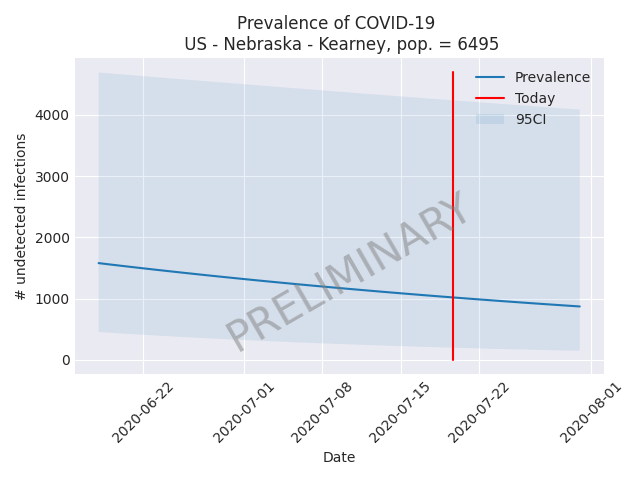 Prevalence of COVID-19
US - Nebraska - Kearney, pop. = 6495
Prevalence
Today
95CI
# undetected infections
4000
3000
2000
1000
0
PRELIMINARY
2020-06-22
2020-07-01
2020-07-08
2020-07-15
2020-07-22
2020-08-01
Date